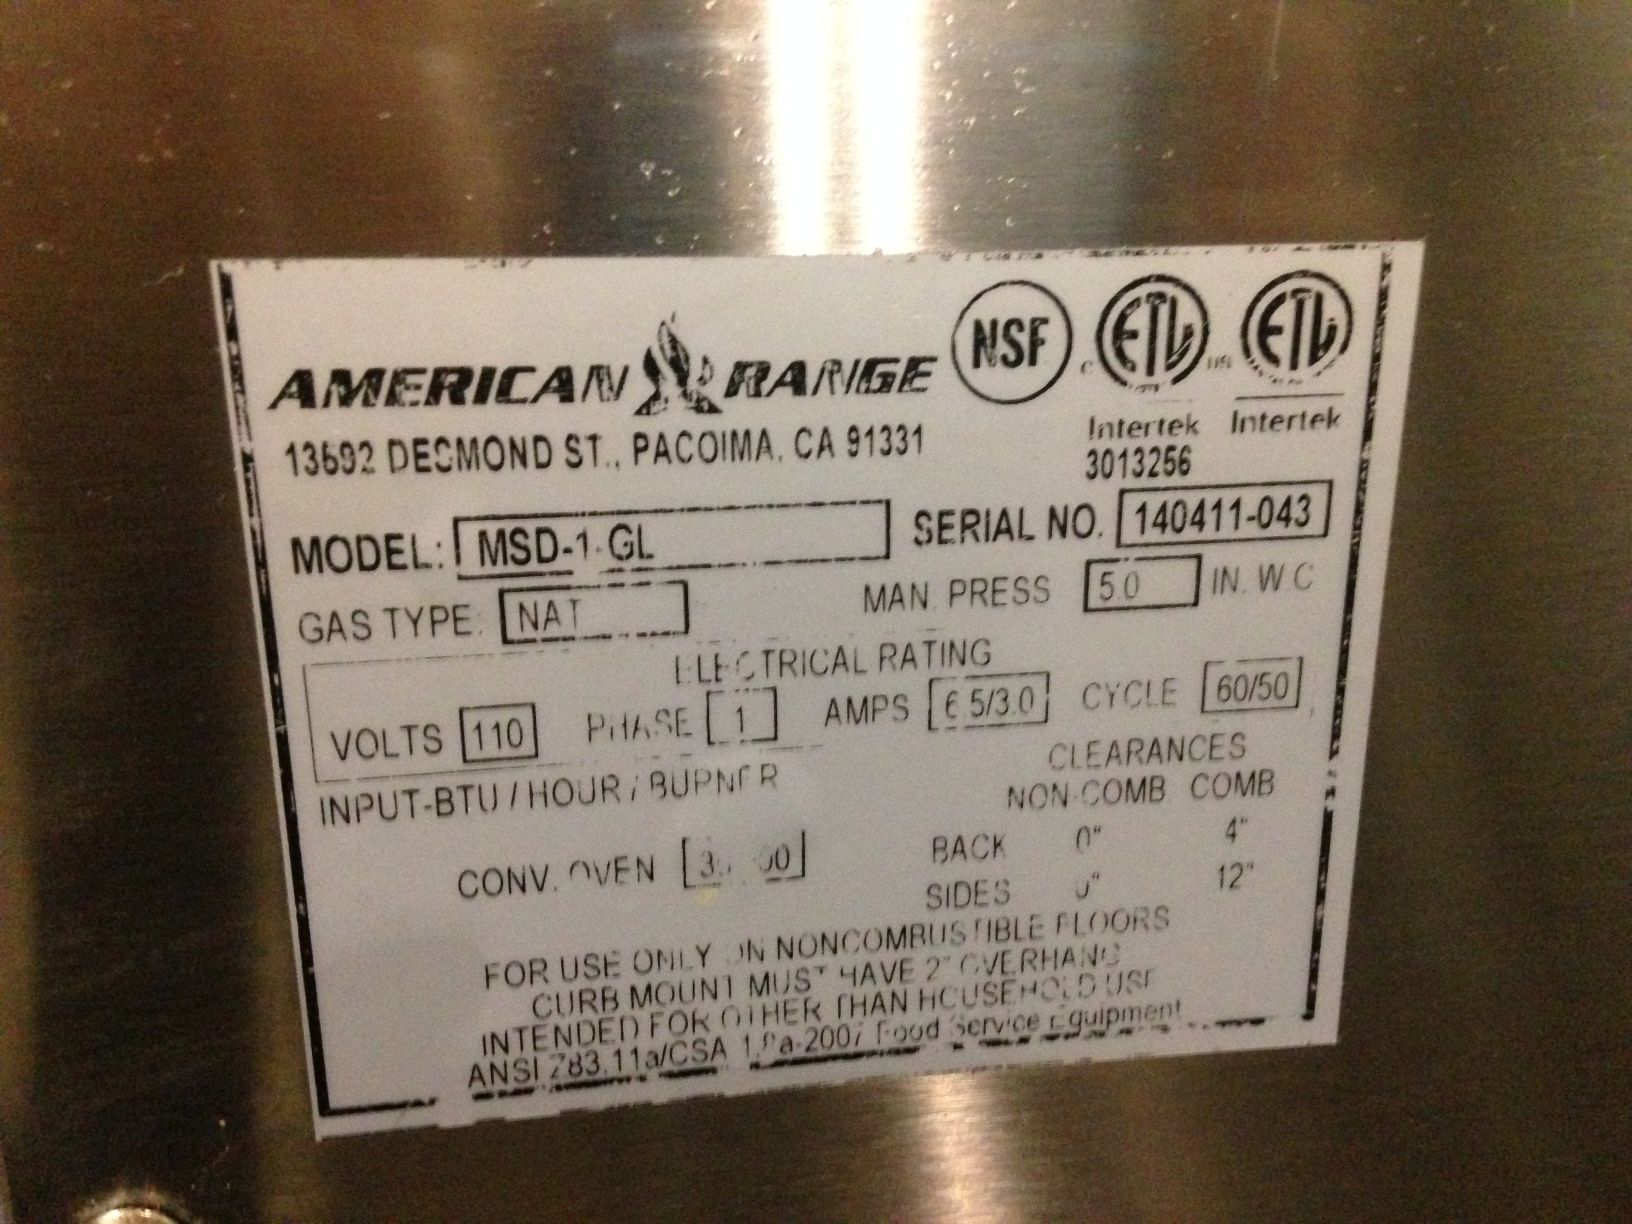 AMERICAN RANGE NSF C ETL US ETL
Intertek Intertek
13592 DESMOND ST., PACOIMA, CA 91331
3013256
MODEL: MSD-1-GL SERIAL NO. 140411-043
GAS TYPE: NAT MAN. PRESS 5.0 IN. W C
ELECTRICAL RATING
VOLTS 110 PHASE 1 AMPS 6.5/3.0 CYCLE 60/50
INPUT-BTU / HOUR / BURNER
CLEARANCES
NON-COMB COMB
CONV. OVEN
BACK 0" 4"
SIDES 0" 12"
FOR USE ONLY ON NONCOMBUSTIBLE FLOORS
CURB MOUNT MUST HAVE 2" OVERHANG
INTENDED FOR OTHER THAN HOUSEHOLD USE
ANSI Z83.11a/CSA 1.8a-2007 Food Service Equipment